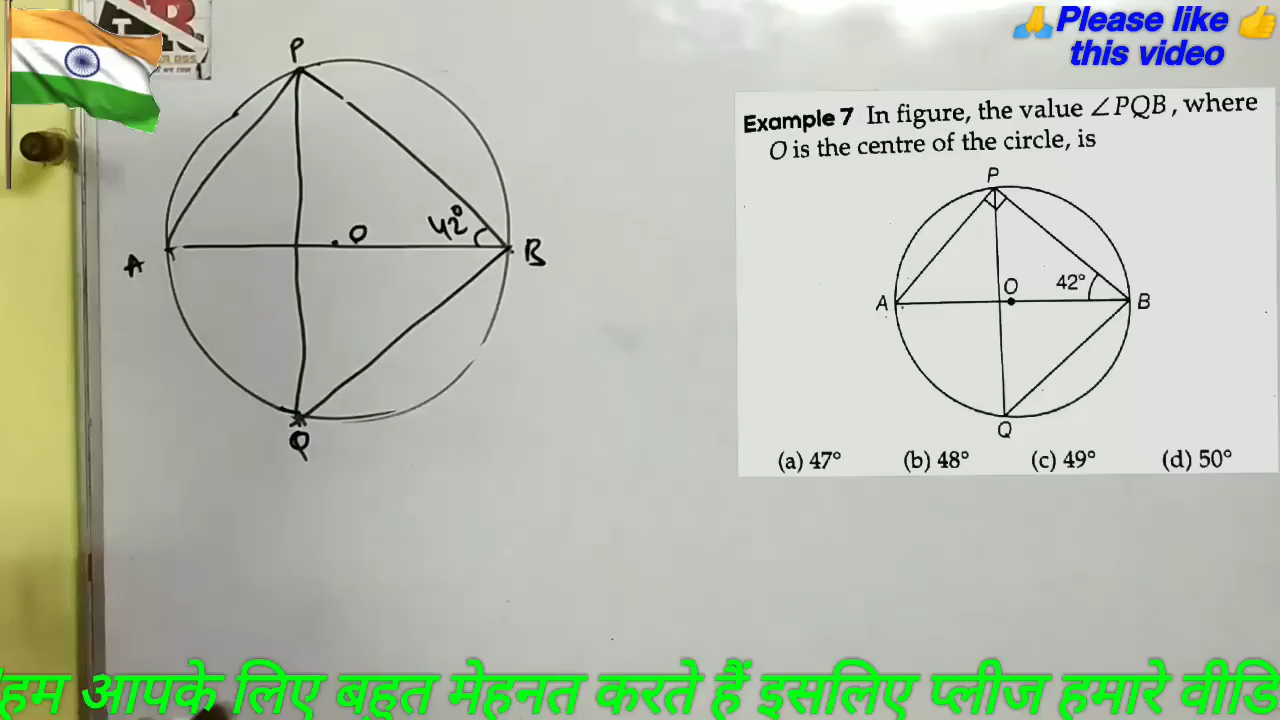 🙏Please like 👍
this video
P
A
O
42°
B
Q
Example 7 In figure, the value ∠PQB, where
O is the centre of the circle, is
P
A
O
42°
B
Q
(a) 47° (b) 48° (c) 49° (d) 50°
हम आपके लिए बहुत मेहनत करते हैं इसलिए प्लीज हमारे वीडि